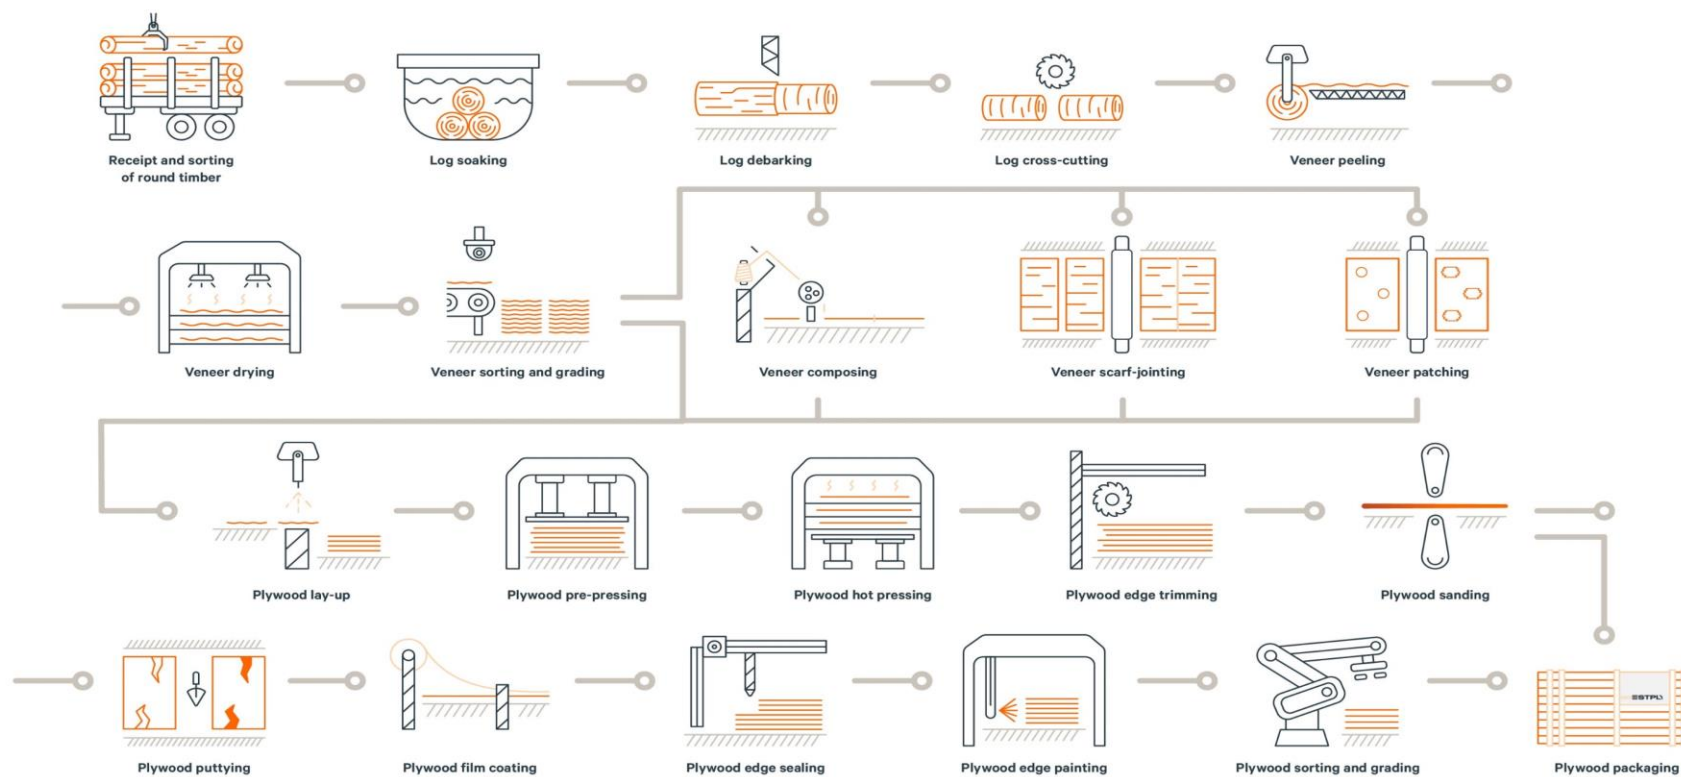 Receipt and sorting
of round timber
Log soaking
Log debarking
Log cross-cutting
Veneer peeling
Veneer drying
Veneer sorting and grading
Veneer composing
Veneer scarf-jointing
Veneer patching
Plywood lay-up
Plywood pre-pressing
Plywood hot pressing
Plywood edge trimming
Plywood sanding
Plywood puttying
Plywood film coating
Plywood edge sealing
Plywood edge painting
Plywood sorting and grading
Plywood packaging